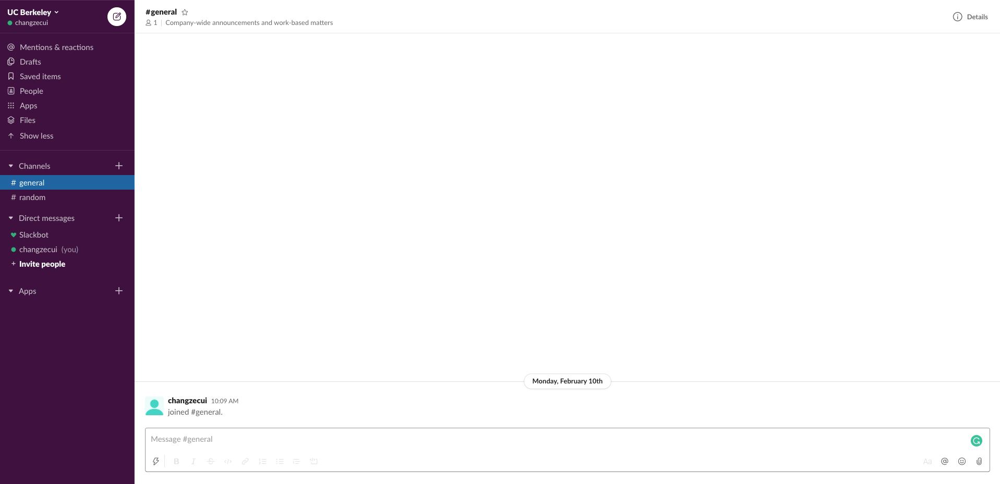 UC Berkeley
changzecui
Mentions & reactions
Drafts
Saved items
People
Apps
Files
Show less
Channels
# general
# random
Direct messages
Slackbot
changzecui (you)
+ Invite people
Apps
#general
1 | Company-wide announcements and work-based matters
Details
Monday, February 10th
changzecui 10:09 AM
joined #general.
Message #general
B I S </> Aa @